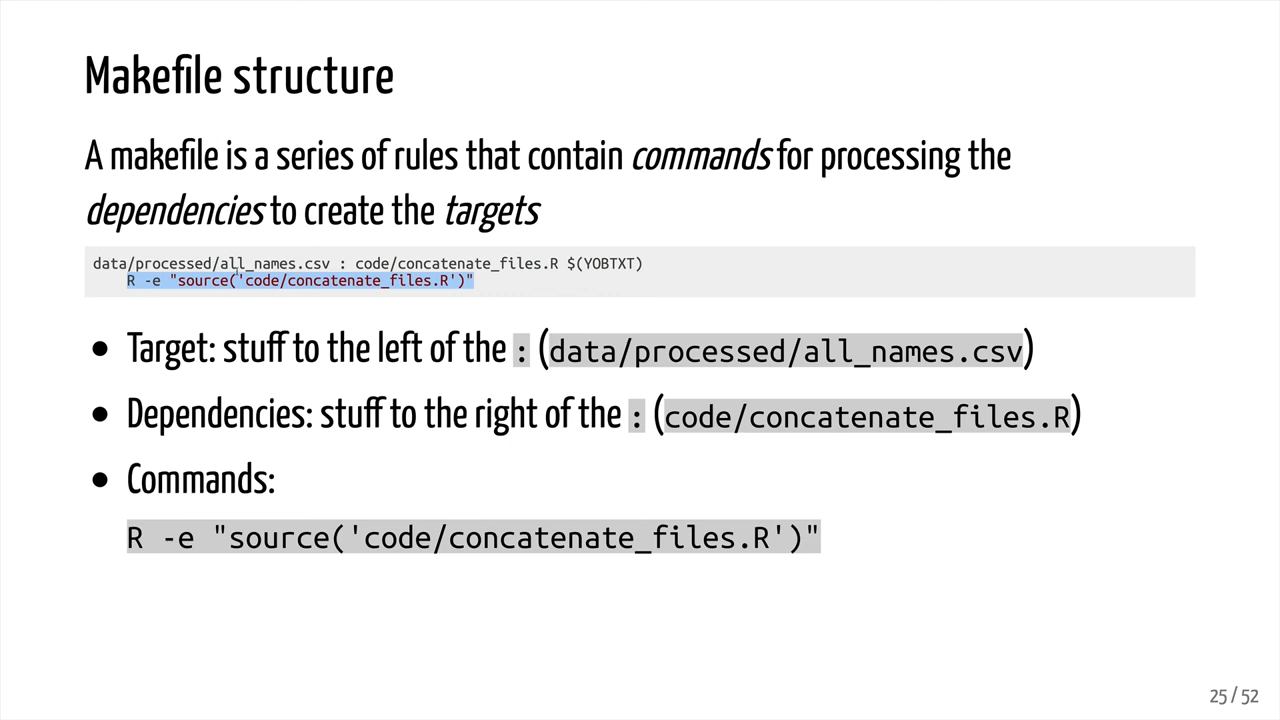 Makefile structure
A makefile is a series of rules that contain commands for processing the
dependencies to create the targets
data/processed/all_names.csv : code/concatenate_files.R $(YOBTXT)
R -e "source('code/concatenate_files.R')"
• Target: stuff to the left of the : (data/processed/all_names.csv)
• Dependencies: stuff to the right of the : (code/concatenate_files.R)
• Commands:
R -e "source('code/concatenate_files.R')"
25 / 52